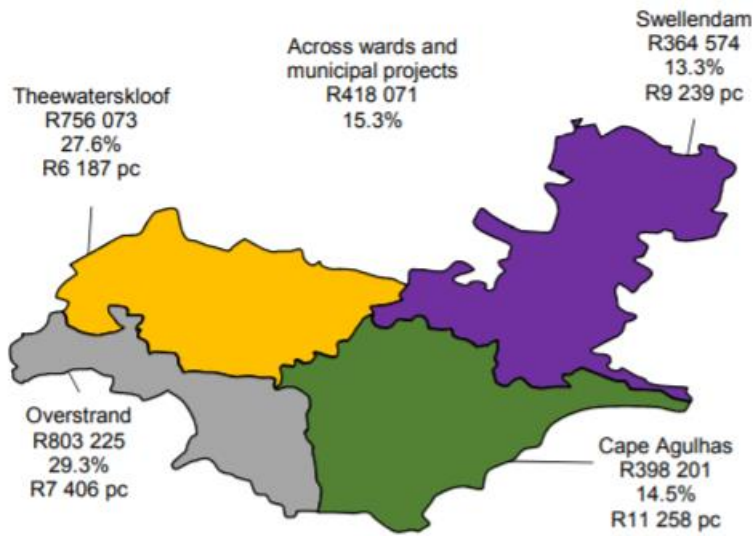 Swellendam
R364 574
13.3%
R9 239 pc
Across wards and
municipal projects
R418 071
15.3%
Theewaterskloof
R756 073
27.6%
R6 187 pc
Overstrand
R803 225
29.3%
R7 406 pc
Cape Agulhas
R398 201
14.5%
R11 258 pc